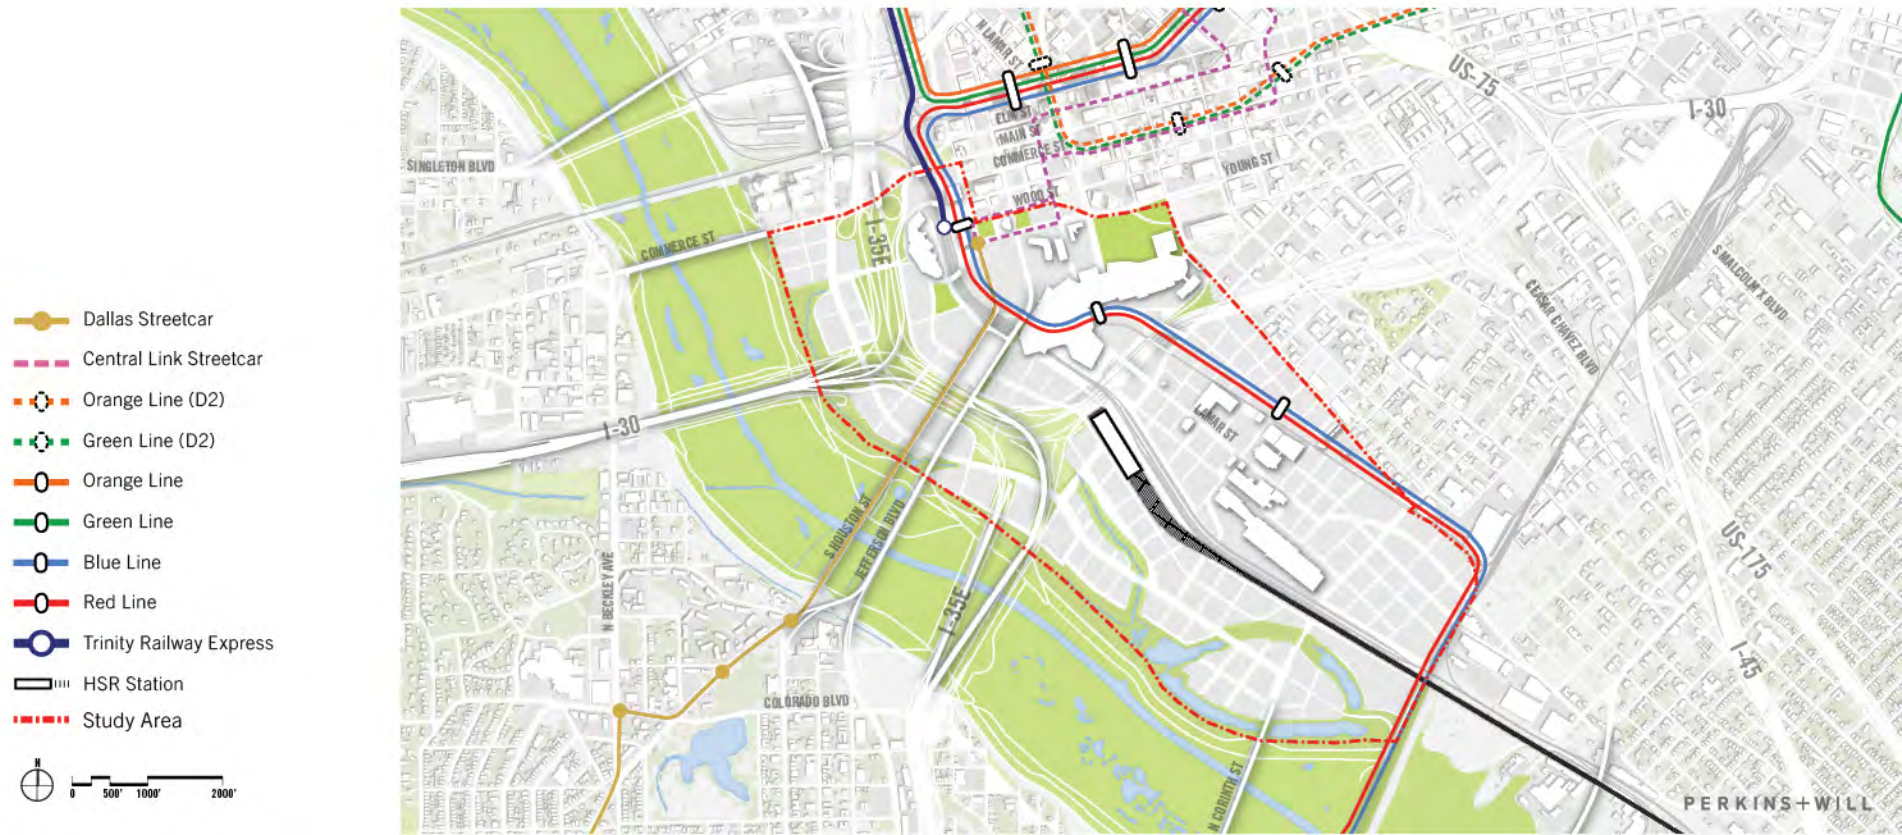 Dallas Streetcar
Central Link Streetcar
Orange Line (D2)
Green Line (D2)
Orange Line
Green Line
Blue Line
Red Line
Trinity Railway Express
HSR Station
Study Area
N
0 500' 1000' 2000'
N LAMAR ST
US-75
I-30
ELM ST
MAIN ST
COMMERCE ST
YOUNG ST
SINGLETON BLVD
WOOD ST
COMMERCE ST
I-35E
S MALCOLM X BLVD
CESAR CHAVEZ BLVD
I-30
LAMAR ST
S HOUSTON ST
JEFFERSON BLVD
US-175
N BECKLEY AVE
I-35E
I-45
COLORADO BLVD
N CORINTH ST
PERKINS+WILL